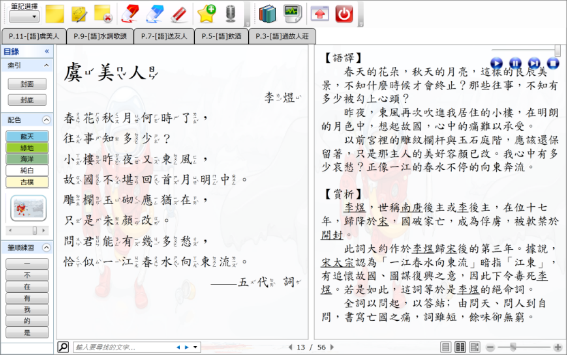 筆記選擇
P.11-[語]虞美人
P.9-[語]水調歌頭
P.7-[語]送友人
P.5-[語]飲酒
P.3-[語]過故人莊
目錄
索引
封面
封底
配色
藍天
綠地
海洋
純白
古樸
筆順練習
一
不
在
有
我
的
是
虞美人
李煜
春花秋月何時了，
往事知多少？
小樓昨夜又東風，
故國不堪回首月明中。
雕欄玉砌應猶在，
只是朱顏改。
問君能有幾多愁，
恰似一江春水向東流。
——五代 詞
【語譯】
春天的花朵，秋天的月亮，這樣的良辰美
景，不知什麼時候才會終止？那些往事，不知有
多少被勾上心頭？
昨夜，東風再次吹進我居住的小樓，在明朗
的月色中，想起故國，心中的痛難以承受。
以前宮裡的雕紋欄杆與玉石庭階，應該還保
留著，只是那主人的美好容顏已改。我心中有多
少哀愁？正像一江的春水不停的向東奔流。
【賞析】
李煜，世稱南唐後主或李後主，在位十七
年，歸降於宋，國破家亡，成為俘虜，被軟禁於
開封。
此詞大約作於李煜歸宋後的第三年。據說，
宋太宗認為「一江春水向東流」暗指「江東」，
有追懷故國、圖謀復興之意，因此下令毒死李
煜。若是如此，這詞等於是李煜的絕命詞。
全詞以問起，以答結；由問天、問人到自
問，書寫亡國之痛，詞雖短，餘味卻無窮。
輸入要尋找的文字...
13 / 56